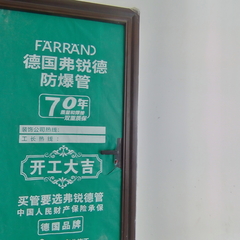 FARRAND
德国弗锐德
防爆管
70年
装饰公司热线:
工长热线:
开工大吉
买管要选弗锐德管
中国人民财产保险承保
德国品牌